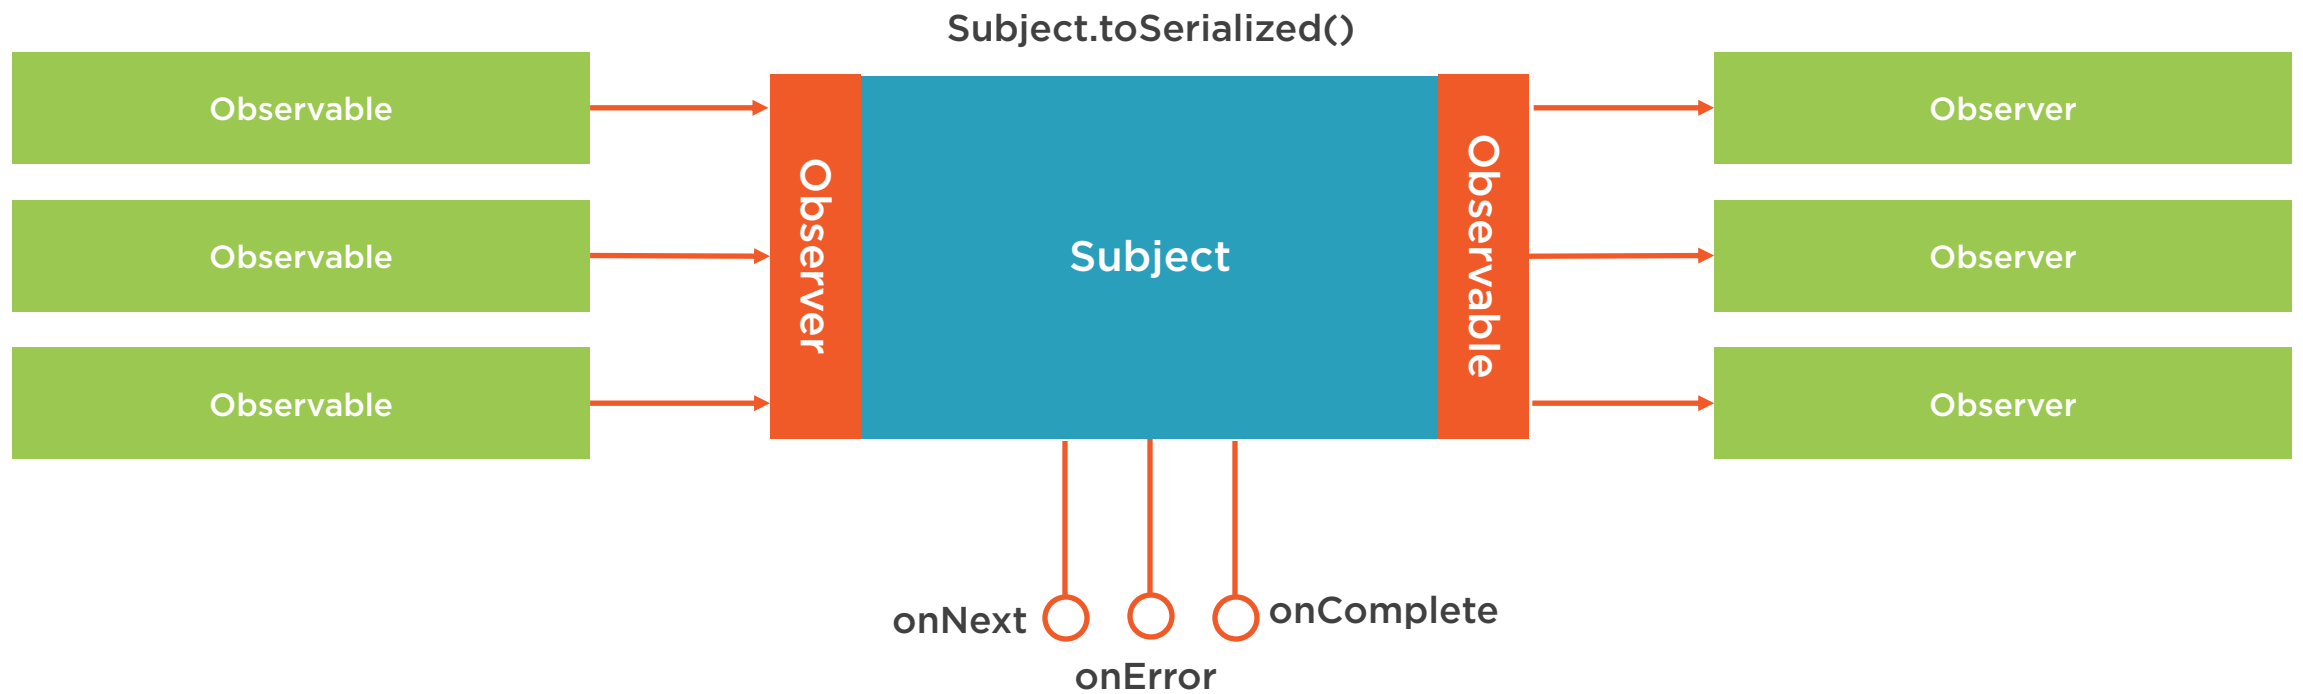 Subject.toSerialized()
Observable
Observable
Observable
Observer
Subject
Observable
Observer
Observer
Observer
onNext
onError
onComplete